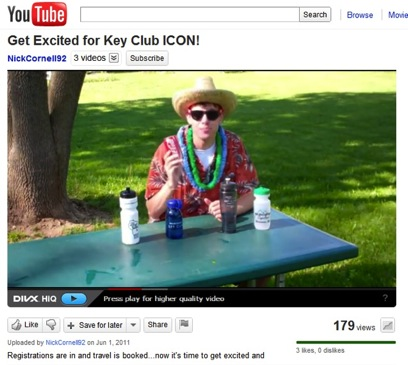 YouTube Search Browse Movie
Get Excited for Key Club ICON!
NickCornell92 3 videos Subscribe
DIVX HiQ Press play for higher quality video ?
Like + Save for later Share 179 views
Uploaded by NickCornell92 on Jun 1, 2011
3 likes, 0 dislikes
Registrations are in and travel is booked...now it's time to get excited and